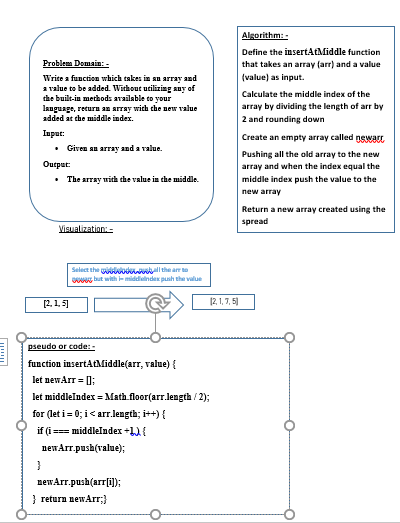 Problem Domain: -
Write a function which takes in an array and
a value to be added. Without utilizing any
of the built-in methods available to your
language, return an array with the new value
added at the middle index.
Input:
• Given an array and a value.
Output:
• The array with the value in the middle.
Algorithm: -
Define the insertAtMiddle function
that takes an array (arr) and a value
(value) as input.
Calculate the middle index of the
array by dividing the length of arr by
2 and rounding down
Create an empty array called newarr
Pushing all the old array to the new
array and when the index equal the
middle index push the value to the
new array
Return a new array created using the
spread
Visualization: –
Select the middleIndex ,push all the arr to
newarr but with i= middleIndex push the value
[2, 1, 5]
[2, 1, 7, 5]
pseudo or code: -
function insertAtMiddle(arr, value) {
let newArr = [];
let middleIndex = Math.floor(arr.length / 2);
for (let i = 0; i < arr.length; i++) {
if (i === middleIndex +1,) {
newArr.push(value);
}
newArr.push(arr[i]);
} return newArr;}